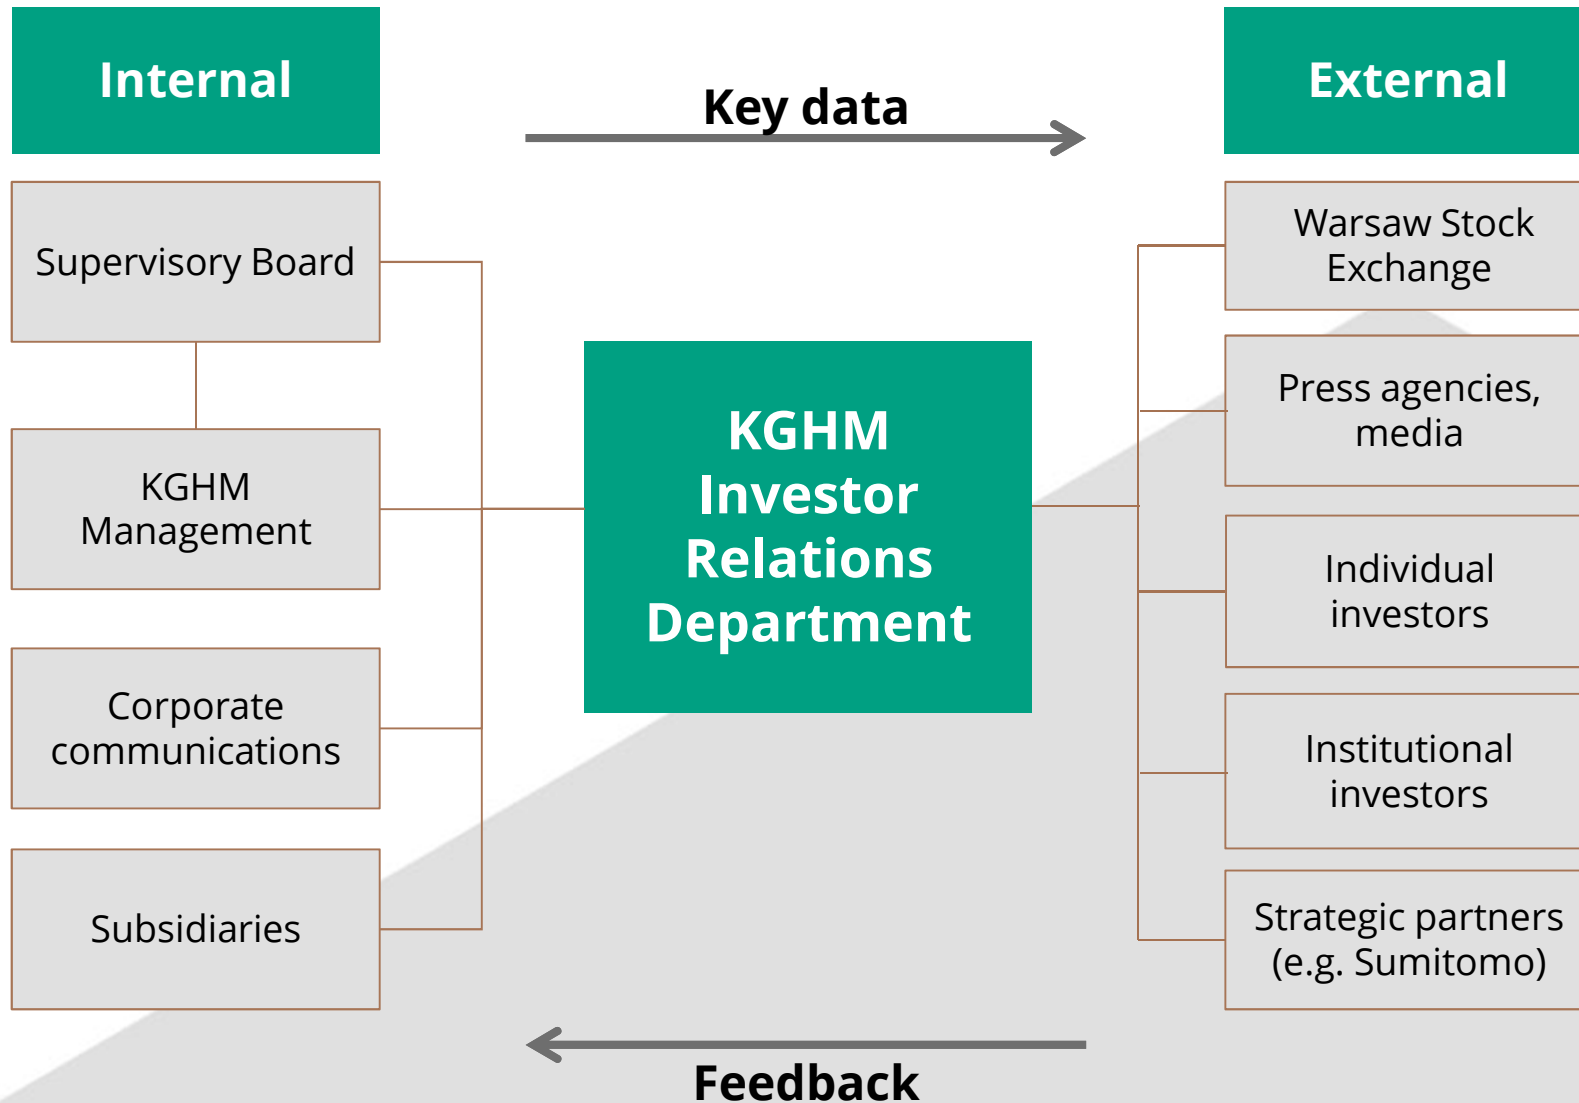 Internal
Key data
External
Supervisory Board
KGHM
Management
Corporate
communications
Subsidiaries
KGHM
Investor
Relations
Department
Warsaw Stock
Exchange
Press agencies,
media
Individual
investors
Institutional
investors
Strategic partners
(e.g. Sumitomo)
Feedback